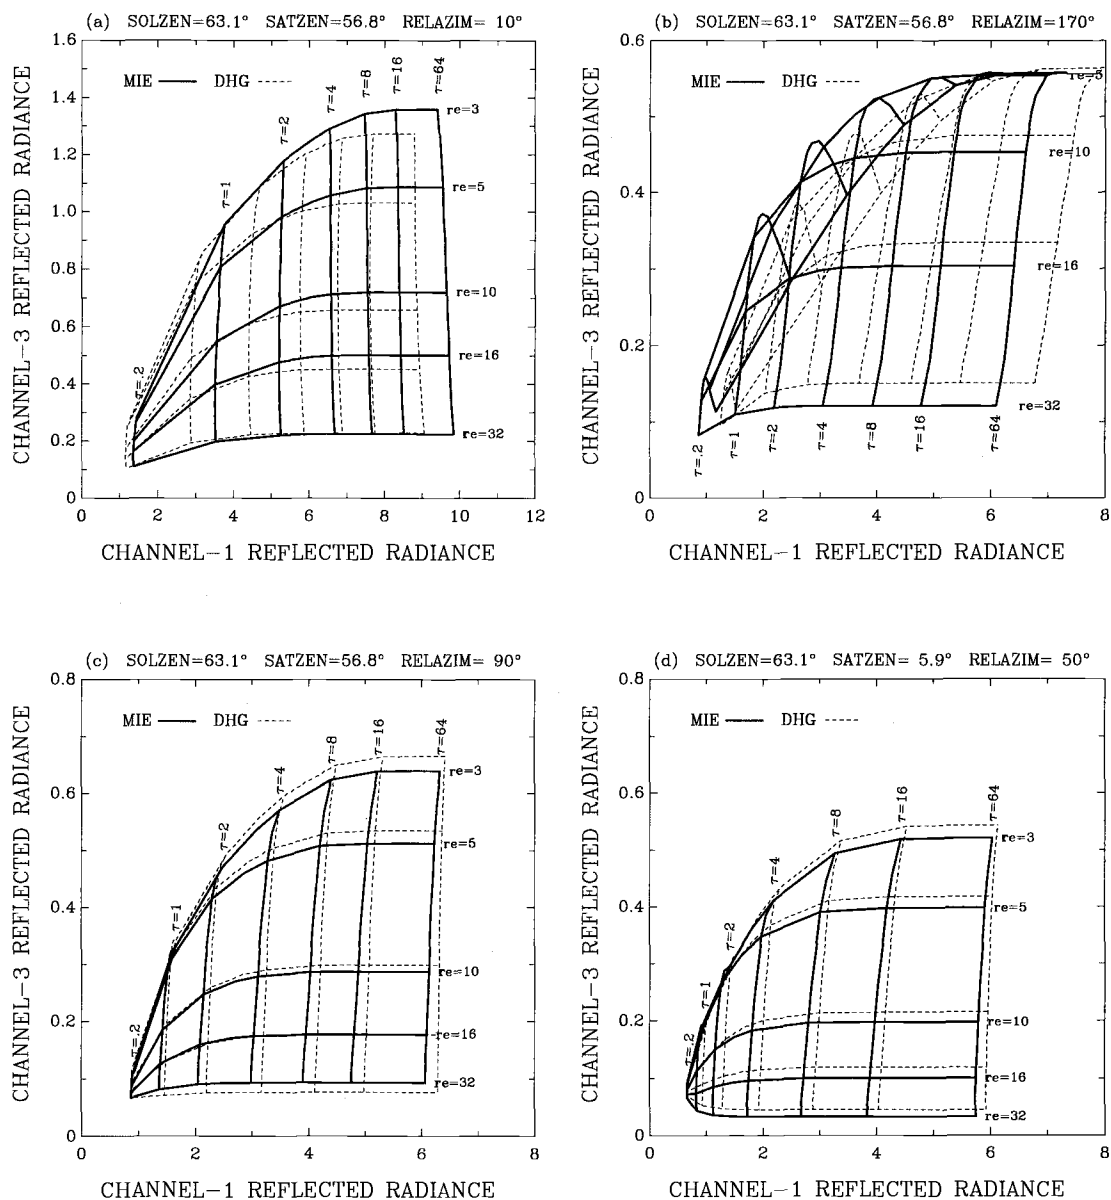 (a) SOLZEN=63.1° SATZEN=56.8° RELAZIM= 10°
MIE DHG
CHANNEL-3 REFLECTED RADIANCE
1.6
1.4
1.2
1.0
0.8
0.6
0.4
0.2
0
τ=.2
τ=1
τ=2
τ=4
τ=8
τ=16
τ=64
re=3
re=5
re=10
re=16
re=32
0 2 4 6 8 10 12
CHANNEL-1 REFLECTED RADIANCE
(b) SOLZEN=63.1° SATZEN=56.8° RELAZIM=170°
MIE DHG
CHANNEL-3 REFLECTED RADIANCE
0.6
0.4
0.2
0
re=5
re=10
re=16
re=32
τ=.2
τ=1
τ=2
τ=4
τ=8
τ=16
τ=64
0 2 4 6 8
CHANNEL-1 REFLECTED RADIANCE
(c) SOLZEN=63.1° SATZEN=56.8° RELAZIM= 90°
MIE DHG
CHANNEL-3 REFLECTED RADIANCE
0.8
0.6
0.4
0.2
0
τ=.2
τ=1
τ=2
τ=4
τ=8
τ=16
τ=64
re=3
re=5
re=10
re=16
re=32
0 2 4 6 8
CHANNEL-1 REFLECTED RADIANCE
(d) SOLZEN=63.1° SATZEN= 5.9° RELAZIM= 50°
MIE DHG
CHANNEL-3 REFLECTED RADIANCE
0.8
0.6
0.4
0.2
0
τ=.2
τ=1
τ=2
τ=4
τ=8
τ=16
τ=64
re=3
re=5
re=10
re=16
re=32
0 2 4 6 8
CHANNEL-1 REFLECTED RADIANCE